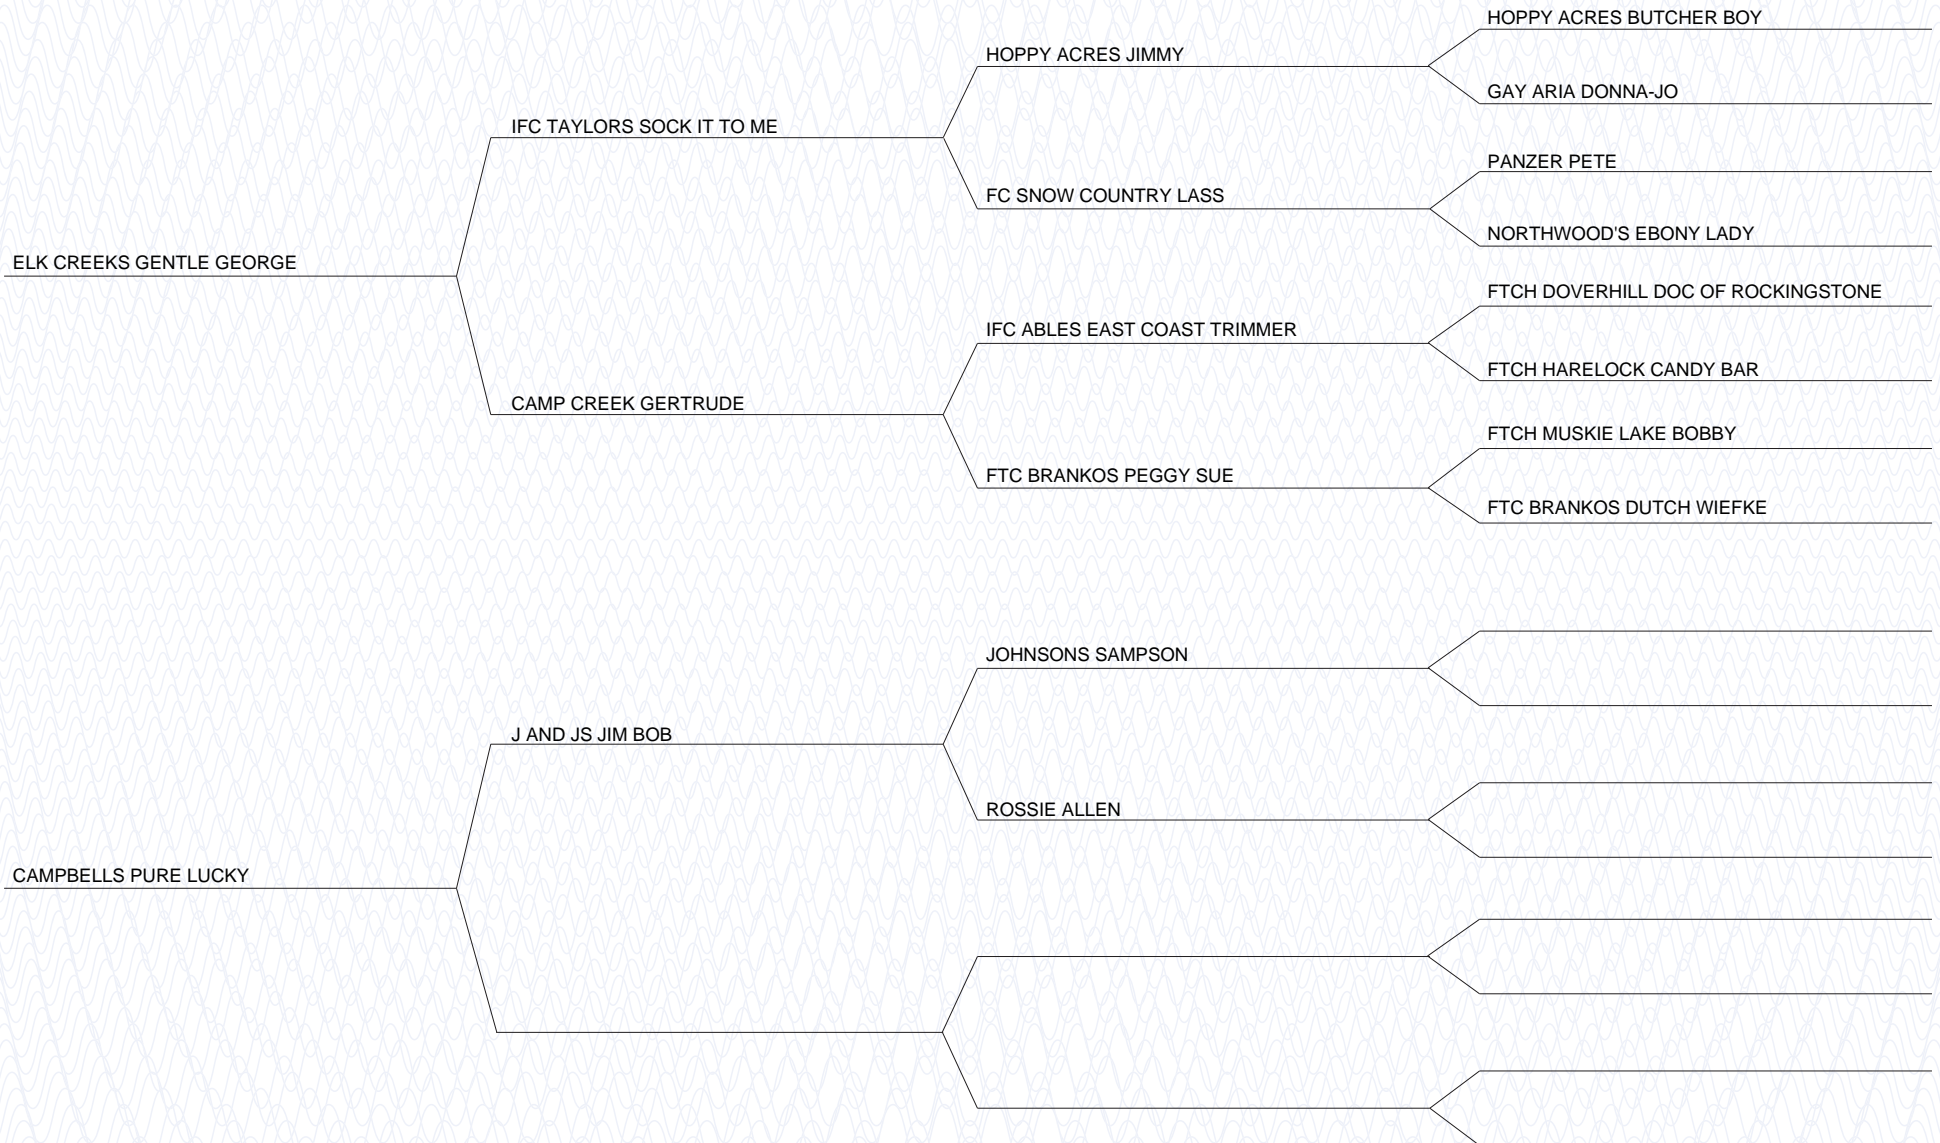 HOPPY ACRES BUTCHER BOY
HOPPY ACRES JIMMY
GAY ARIA DONNA-JO
IFC TAYLORS SOCK IT TO ME
PANZER PETE
FC SNOW COUNTRY LASS
NORTHWOOD'S EBONY LADY
ELK CREEKS GENTLE GEORGE
FTCH DOVERHILL DOC OF ROCKINGSTONE
IFC ABLES EAST COAST TRIMMER
FTCH HARELOCK CANDY BAR
CAMP CREEK GERTRUDE
FTCH MUSKIE LAKE BOBBY
FTC BRANKOS PEGGY SUE
FTC BRANKOS DUTCH WIEFKE
JOHNSONS SAMPSON
J AND JS JIM BOB
ROSSIE ALLEN
CAMPBELLS PURE LUCKY